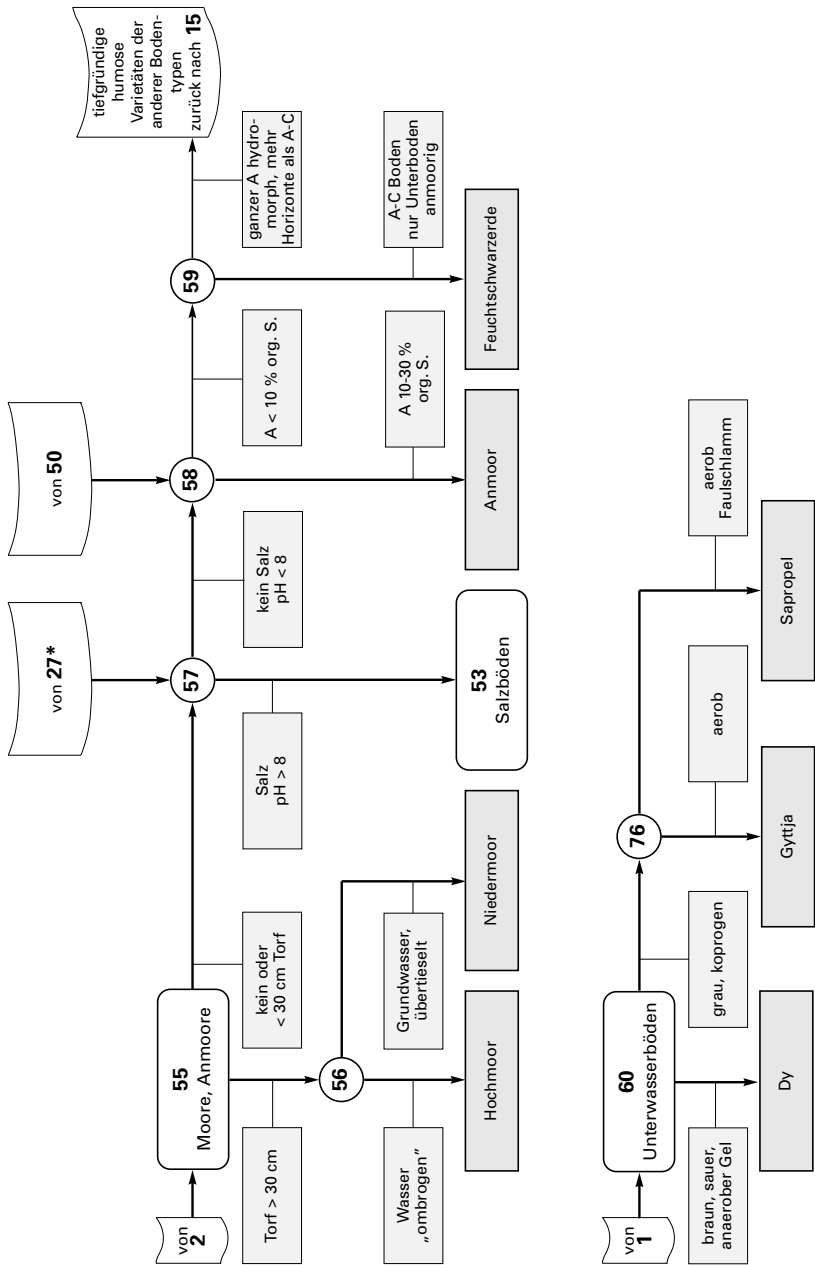 von
2
55
Moore, Anmoore
Torf > 30 cm
kein oder
< 30 cm Torf
56
Wasser
„ombrogen”
Hochmoor
Grundwasser,
übertieselt
Niedermoor
von 27*
57
Salz
pH > 8
53
Salzböden
kein Salz
pH < 8
von 50
58
A 10-30 %
org. S.
Anmoor
A < 10 % org. S.
59
A-C Boden
nur Unterboden
anmoorig
Feuchtschwarzerde
ganzer A hydro-
morph, mehr
Horizonte als A-C
tiefgründige
humose
Varietäten der
anderer Boden-
typen
zurück nach 15
von
1
60
Unterwasserböden
braun, sauer,
anaerober Gel
Dy
grau, koprogen
76
aerob
Gyttja
aerob
Faulschlamm
Sapropel